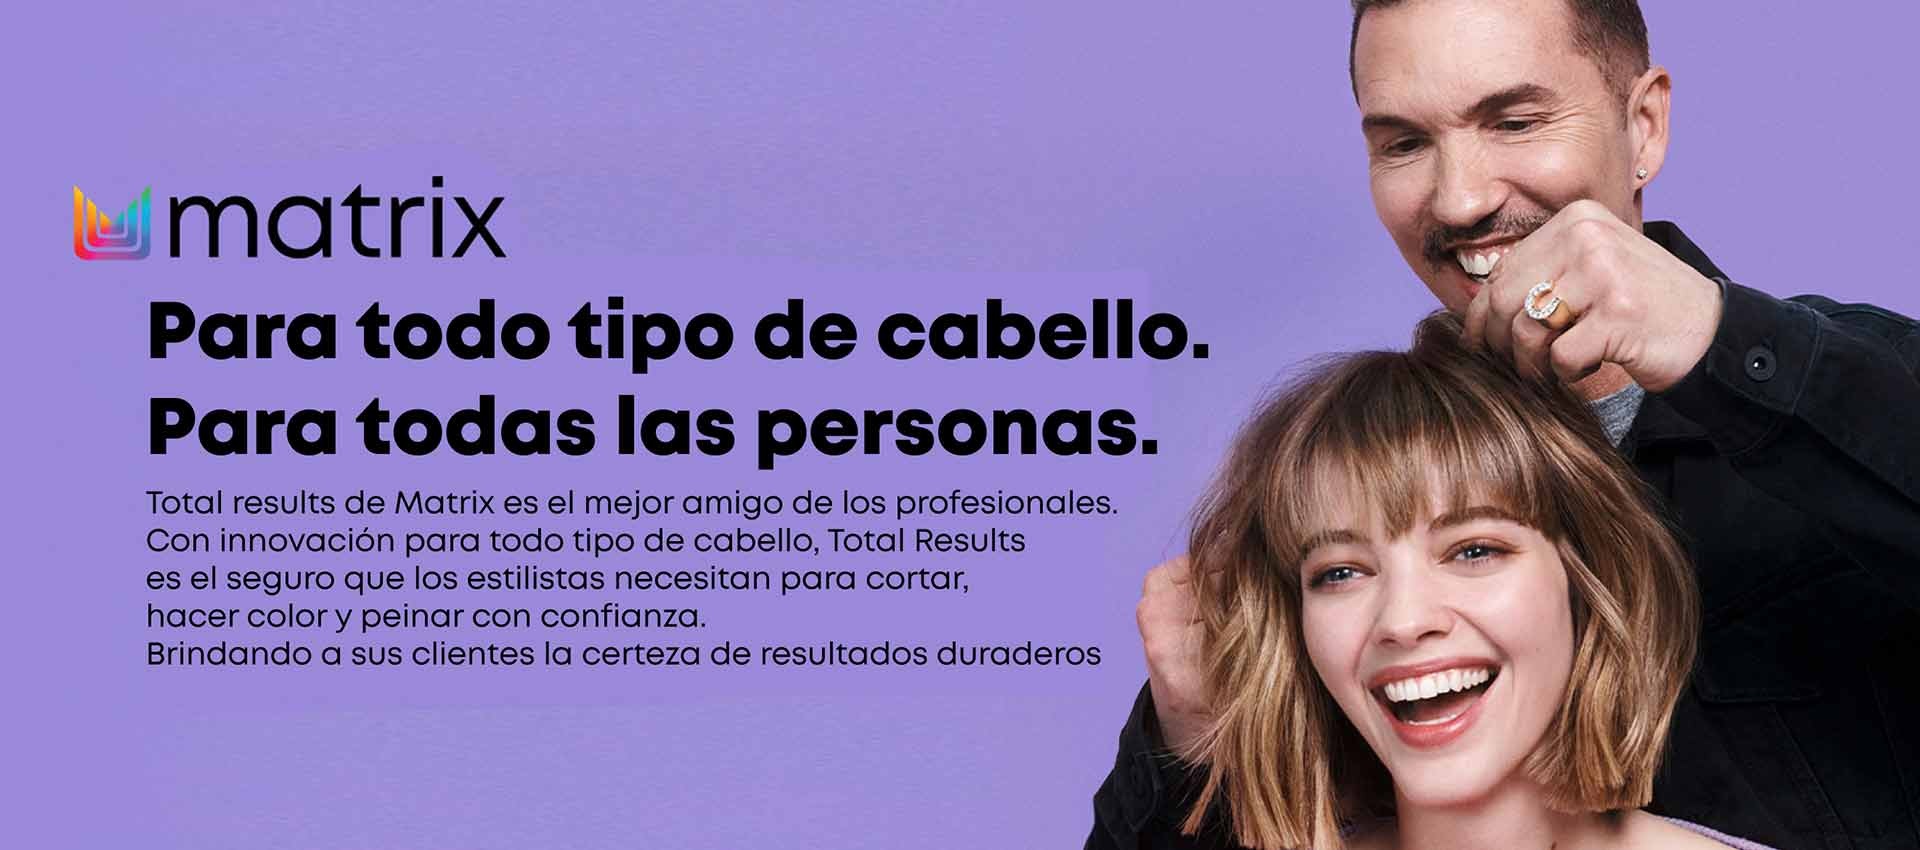 matrix
Para todo tipo de cabello.
Para todas las personas.
Total results de Matrix es el mejor amigo de los profesionales.
Con innovación para todo tipo de cabello, Total Results
es el seguro que los estilistas necesitan para cortar,
hacer color y peinar con confianza.
Brindando a sus clientes la certeza de resultados duraderos